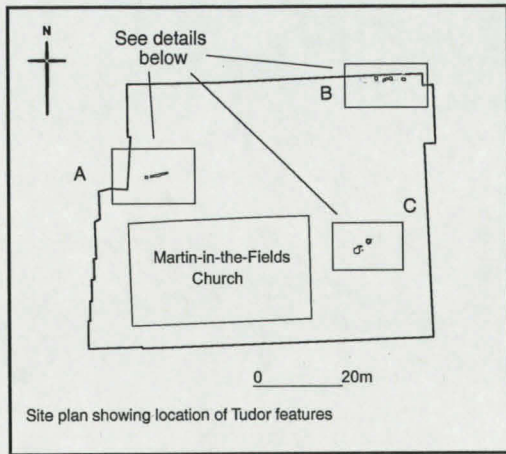 N
See details
below
B
A
C
Martin-in-the-Fields
Church
0 20m
Site plan showing location of Tudor features